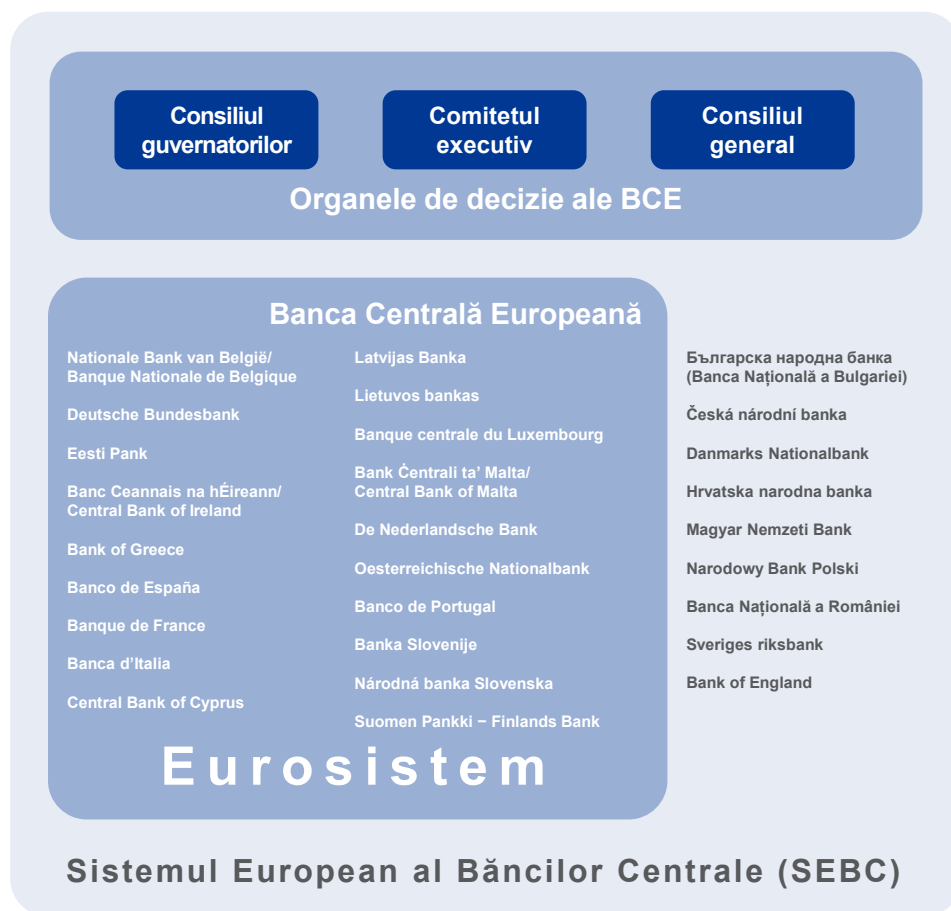 Consiliul
guvernatorilor
Comitetul
executiv
Consiliul
general
Organele de decizie ale BCE
Banca Centrală Europeană
Nationale Bank van België/
Banque Nationale de Belgique
Deutsche Bundesbank
Eesti Pank
Banc Ceannais na hÉireann/
Central Bank of Ireland
Bank of Greece
Banco de España
Banque de France
Banca d’Italia
Central Bank of Cyprus
Latvijas Banka
Lietuvos bankas
Banque centrale du Luxembourg
Bank Ċentrali ta’ Malta/
Central Bank of Malta
De Nederlandsche Bank
Oesterreichische Nationalbank
Banco de Portugal
Banka Slovenije
Národná banka Slovenska
Suomen Pankki − Finlands Bank
Eurosistem
Българска народна банка
(Banca Națională a Bulgariei)
Česká národní banka
Danmarks Nationalbank
Hrvatska narodna banka
Magyar Nemzeti Bank
Narodowy Bank Polski
Banca Națională a României
Sveriges riksbank
Bank of England
Sistemul European al Băncilor Centrale (SEBC)